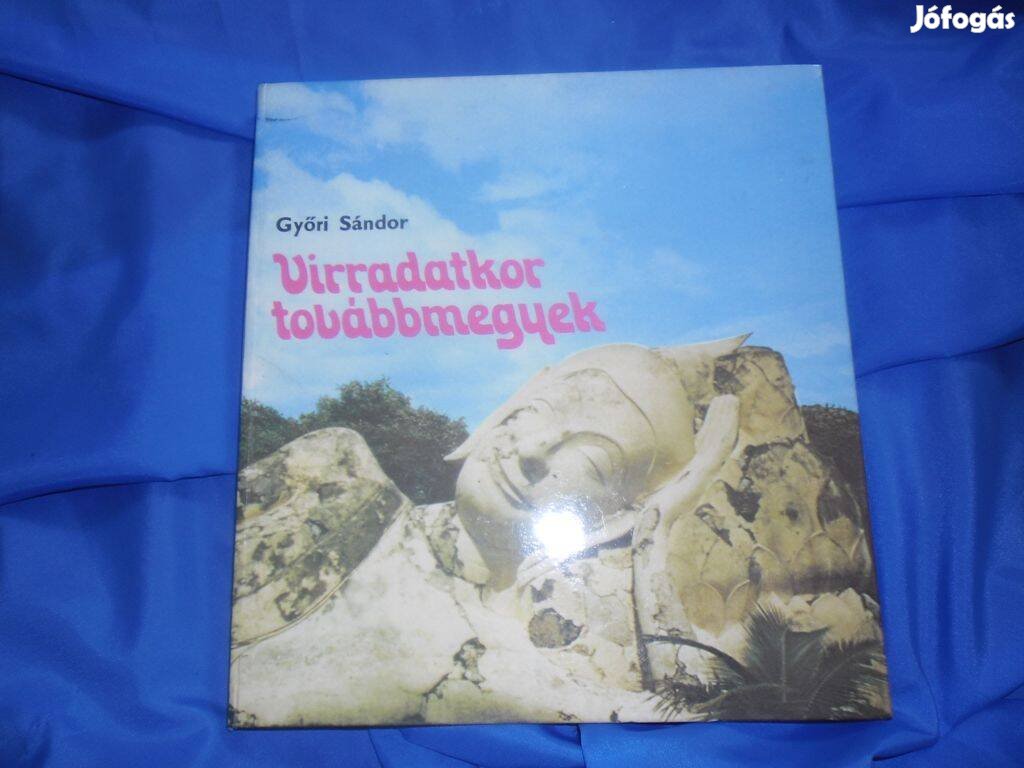 Jófogás
Győri Sándor
Virradatkor
továbbmegyek